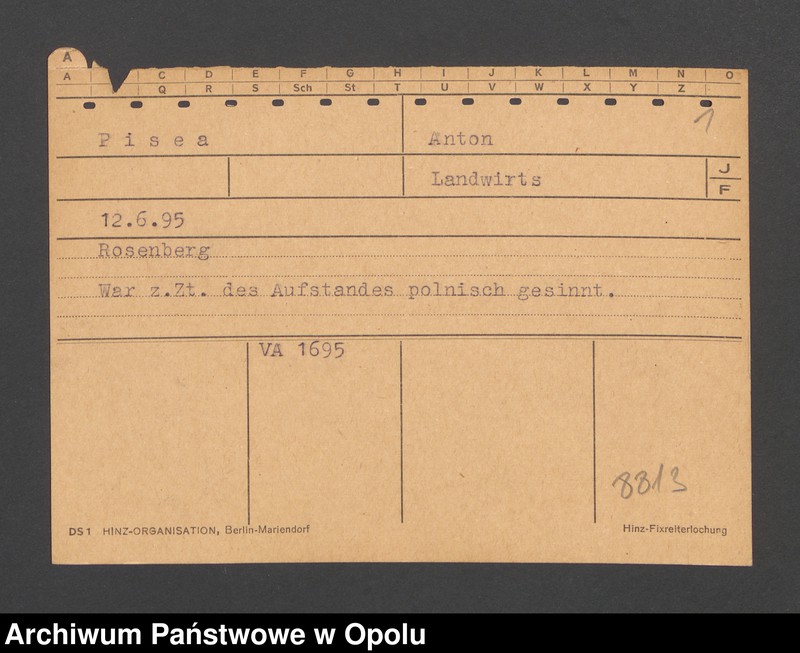 A
A C D E F G H I J K L M N O
Q R S Sch St T U V W X Y Z
1
Pisea Anton
Landwirts J
F
12.6.95
Rosenberg
War z.Zt. des Aufstandes polnisch gesinnt.
VA 1695
8813
DS1 HINZ-ORGANISATION, Berlin-Mariendorf Hinz-Fixreiterlochung
Archiwum Państwowe w Opolu